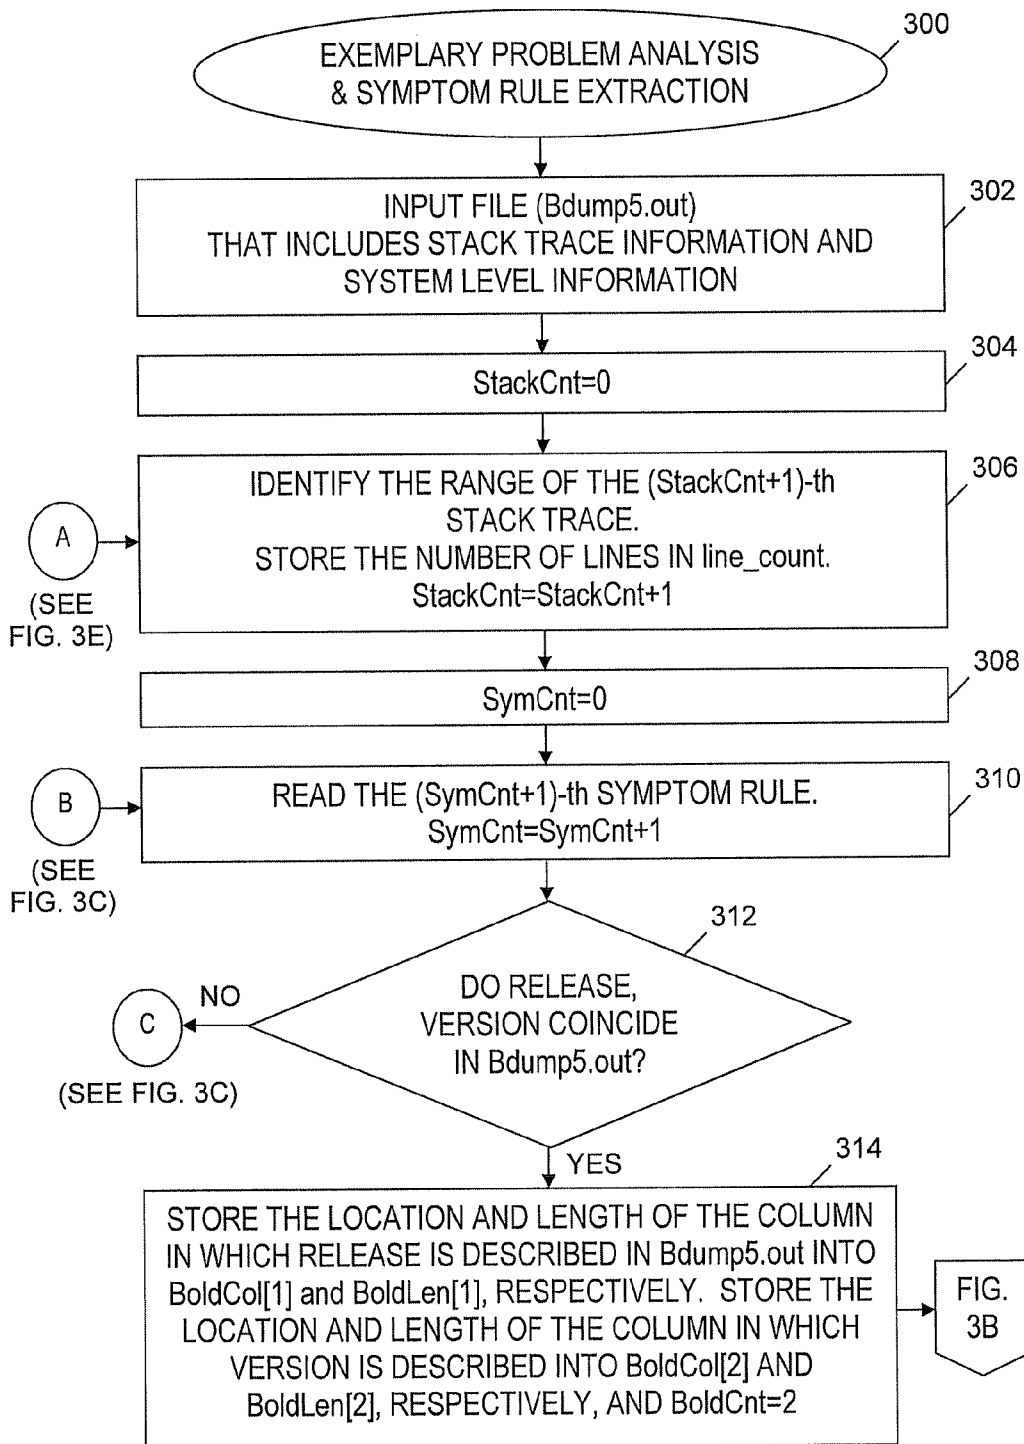 300
EXEMPLARY PROBLEM ANALYSIS
& SYMPTOM RULE EXTRACTION
302
INPUT FILE (Bdump5.out)
THAT INCLUDES STACK TRACE INFORMATION AND
SYSTEM LEVEL INFORMATION
304
StackCnt=0
306
IDENTIFY THE RANGE OF THE (StackCnt+1)-th
STACK TRACE.
STORE THE NUMBER OF LINES IN line_count.
StackCnt=StackCnt+1
A
(SEE
FIG. 3E)
308
SymCnt=0
310
READ THE (SymCnt+1)-th SYMPTOM RULE.
SymCnt=SymCnt+1
B
(SEE
FIG. 3C)
312
DO RELEASE,
VERSION COINCIDE
IN Bdump5.out?
NO
C
(SEE FIG. 3C)
YES
314
STORE THE LOCATION AND LENGTH OF THE COLUMN
IN WHICH RELEASE IS DESCRIBED IN Bdump5.out INTO
BoldCol[1] and BoldLen[1], RESPECTIVELY. STORE THE
LOCATION AND LENGTH OF THE COLUMN IN WHICH
VERSION IS DESCRIBED INTO BoldCol[2] AND
BoldLen[2], RESPECTIVELY, AND BoldCnt=2
FIG.
3B